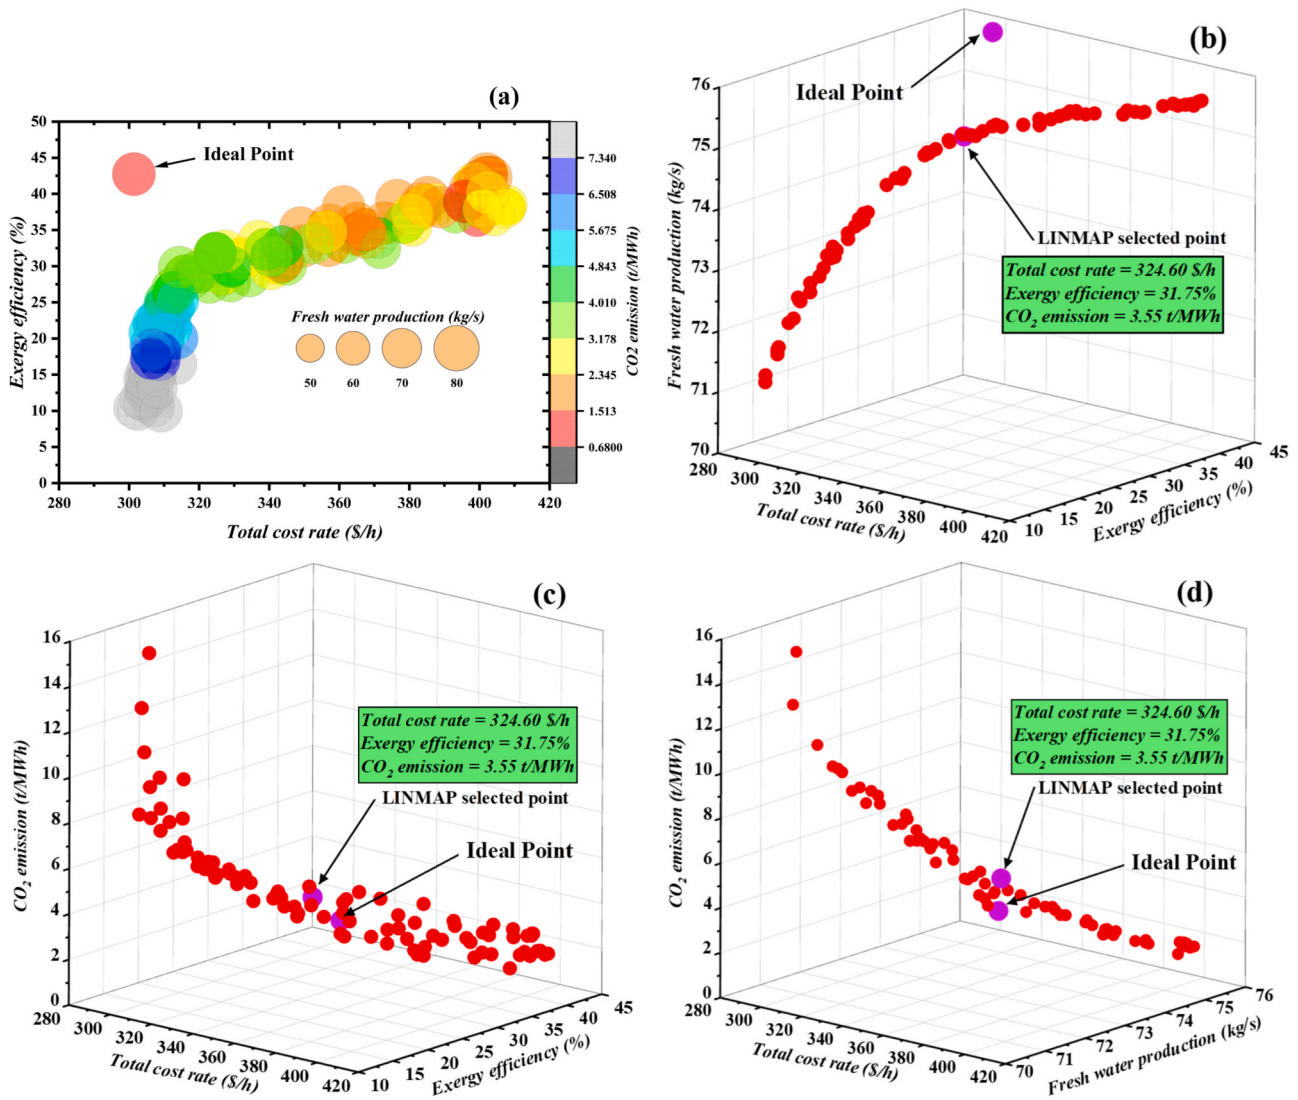 (a)
50
45
40
35
30
25
20
15
10
5
0
Exergy efficiency (%)
Ideal Point
Fresh water production (kg/s)
50 60 70 80
280 300 320 340 360 380 400 420
Total cost rate ($/h)
7.340
6.508
5.675
4.843
4.010
3.178
2.345
1.513
0.6800
CO2 emission (t/MWh)
(b)
Ideal Point
76
75
74
73
72
71
70
Fresh water production (kg/s)
LINMAP selected point
Total cost rate = 324.60 $/h
Exergy efficiency = 31.75%
CO2 emission = 3.55 t/MWh
280 300 320 340 360 380 400 420
Total cost rate ($/h)
10 15 20 25 30 35 40 45
Exergy efficiency (%)
(c)
16
14
12
10
8
6
4
2
0
CO2 emission (t/MWh)
Total cost rate = 324.60 $/h
Exergy efficiency = 31.75%
CO2 emission = 3.55 t/MWh
LINMAP selected point
Ideal Point
280 300 320 340 360 380 400 420
Total cost rate ($/h)
10 15 20 25 30 35 40 45
Exergy efficiency (%)
(d)
16
14
12
10
8
6
4
2
0
CO2 emission (t/MWh)
Total cost rate = 324.60 $/h
Exergy efficiency = 31.75%
CO2 emission = 3.55 t/MWh
LINMAP selected point
Ideal Point
280 300 320 340 360 380 400 420
Total cost rate ($/h)
70 71 72 73 74 75 76
Fresh water production (kg/s)